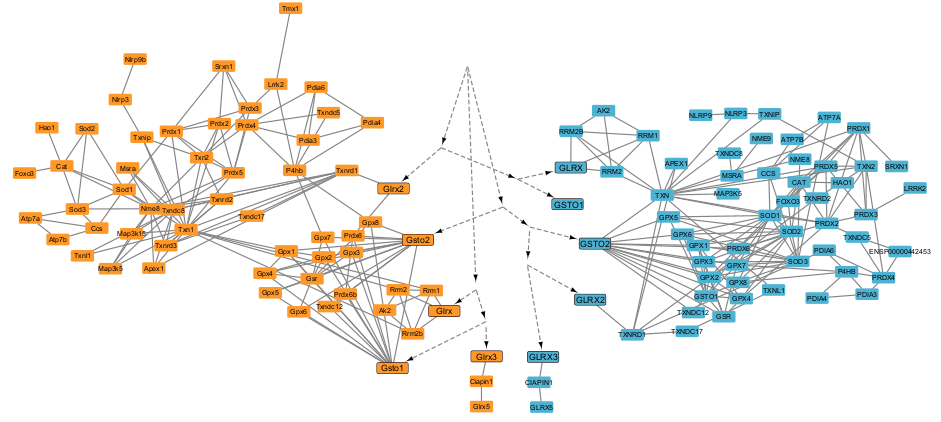 Tmx1
Nlrp9b
Srxn1
Lrrk2
Pdia6
Nlrp3
Prdx3
Txndc5
Hao1
Sod2
Txnip
Prdx1
Prdx2
Prdx4
Pdia4
Pdia3
Txn2
Foxo3
Cat
Msra
Prdx5
P4hb
Txnrd1
Sod1
Glrx2
Txnrd2
Sod3
Nme8
Txndc8
Atp7a
Txndc17
Gpx8
Ccs
Map3k15
Txn1
Atp7b
Gpx7
Prdx6
Gsto2
Txnrd3
Txnl1
Gpx1
Gpx2
Gpx3
Map3k5
Apex1
Gpx4
Gsr
Gpx5
Prdx6b
Rrm2
Rrm1
Gpx6
Txndc12
Ak2
Glrx
Rrm2b
Gsto1
Glrx3
Ciapin1
Glrx5
AK2
RRM2B
RRM1
GLRX
RRM2
GSTO1
NLRP9
NLRP3
TXNIP
ATP7A
PRDX1
NME9
ATP7B
APEX1
TXNDC8
NME8
PRDX5
TXN2
SRXN1
MSRA
CCS
CAT
HAO1
LRRK2
TXN
MAP3K5
FOXO3
TXNRD2
GPX5
SOD1
PRDX3
PRDX2
GPX6
SOD2
TXNDC5
GSTO2
GPX1
PRDX6
PDIA6
ENSP00000442453
GPX3
GPX7
SOD3
P4HB
GPX2
GPX8
PRDX4
GLRX2
GSTO1
GPX4
TXNL1
PDIA4
PDIA3
TXNDC12
GSR
TXNRD1
TXNDC17
GLRX3
CIAPIN1
GLRX5